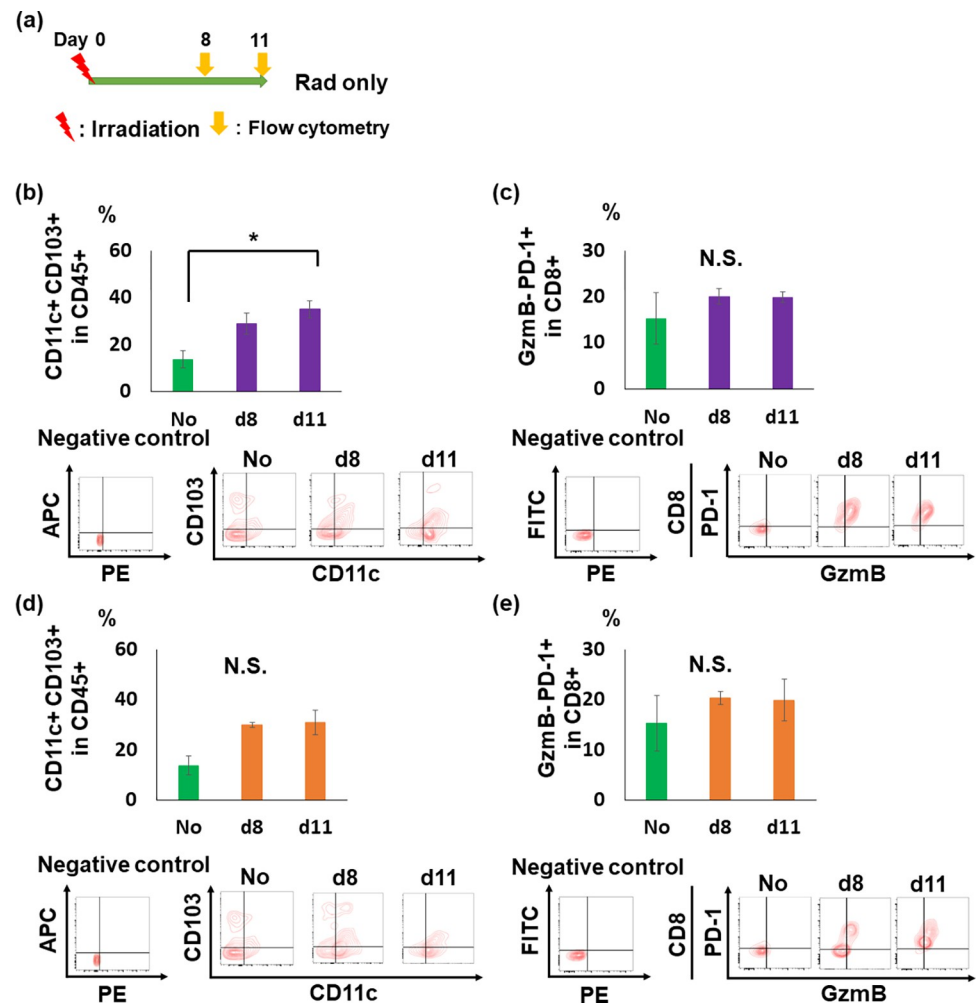 (a)
Day 0 8 11
Rad only
: Irradiation : Flow cytometry
(b)
%
CD11c+ CD103+
in CD45+
60
40
20
0
*
No d8 d11
Negative control
APC
PE
CD103
No d8 d11
CD11c
(c)
%
GzmB- PD-1+
in CD8+
30
20
10
0
N.S.
No d8 d11
Negative control
FITC
PE
CD8
PD-1
No d8 d11
GzmB
(d)
%
CD11c+ CD103+
in CD45+
60
40
20
0
N.S.
No d8 d11
Negative control
APC
PE
CD103
No d8 d11
CD11c
(e)
%
GzmB- PD-1+
in CD8+
30
20
10
0
N.S.
No d8 d11
Negative control
FITC
PE
CD8
PD-1
No d8 d11
GzmB